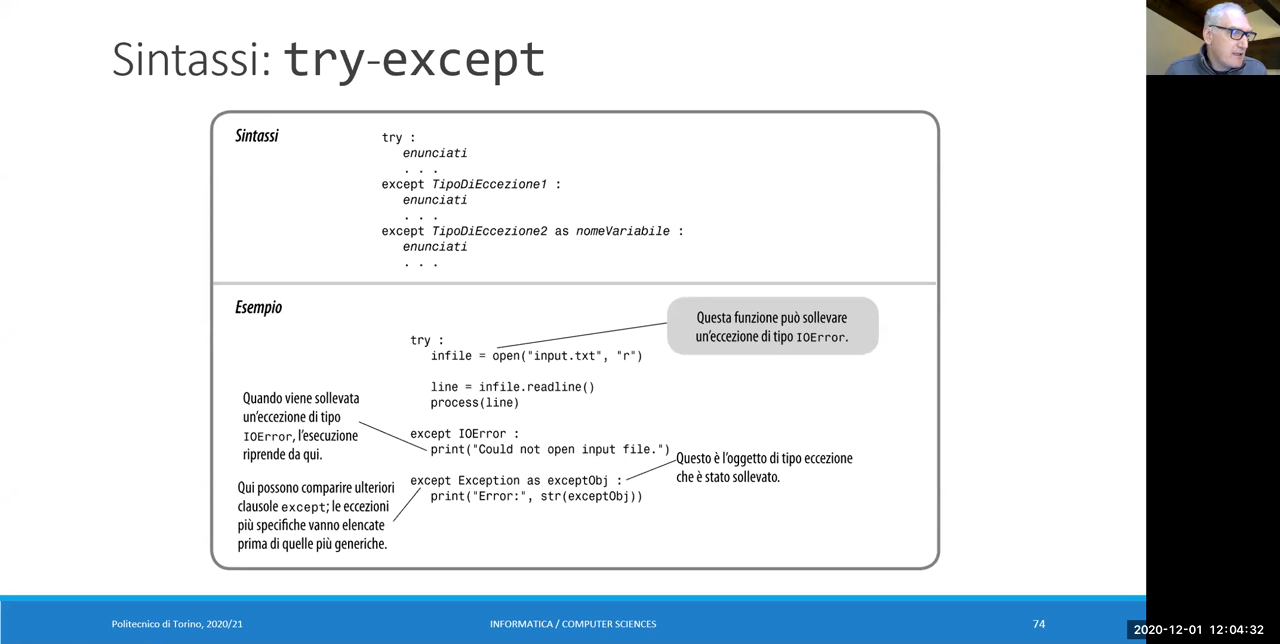 Sintassi: try-except
Sintassi
try :
enunciati
. . .
except TipoDiEccezione1 :
enunciati
. . .
except TipoDiEccezione2 as nomeVariabile :
enunciati
. . .
Esempio
Questa funzione può sollevare
un'eccezione di tipo IOError.
try :
infile = open("input.txt", "r")
line = infile.readline()
process(line)
Quando viene sollevata
un'eccezione di tipo
IOError, l'esecuzione
riprende da qui.
except IOError :
print("Could not open input file.")
Questo è l'oggetto di tipo eccezione
che è stato sollevato.
except Exception as exceptObj :
print("Error:", str(exceptObj))
Qui possono comparire ulteriori
clausole except; le eccezioni
più specifiche vanno elencate
prima di quelle più generiche.
Politecnico di Torino, 2020/21
INFORMATICA / COMPUTER SCIENCES
74
2020-12-01 12:04:32